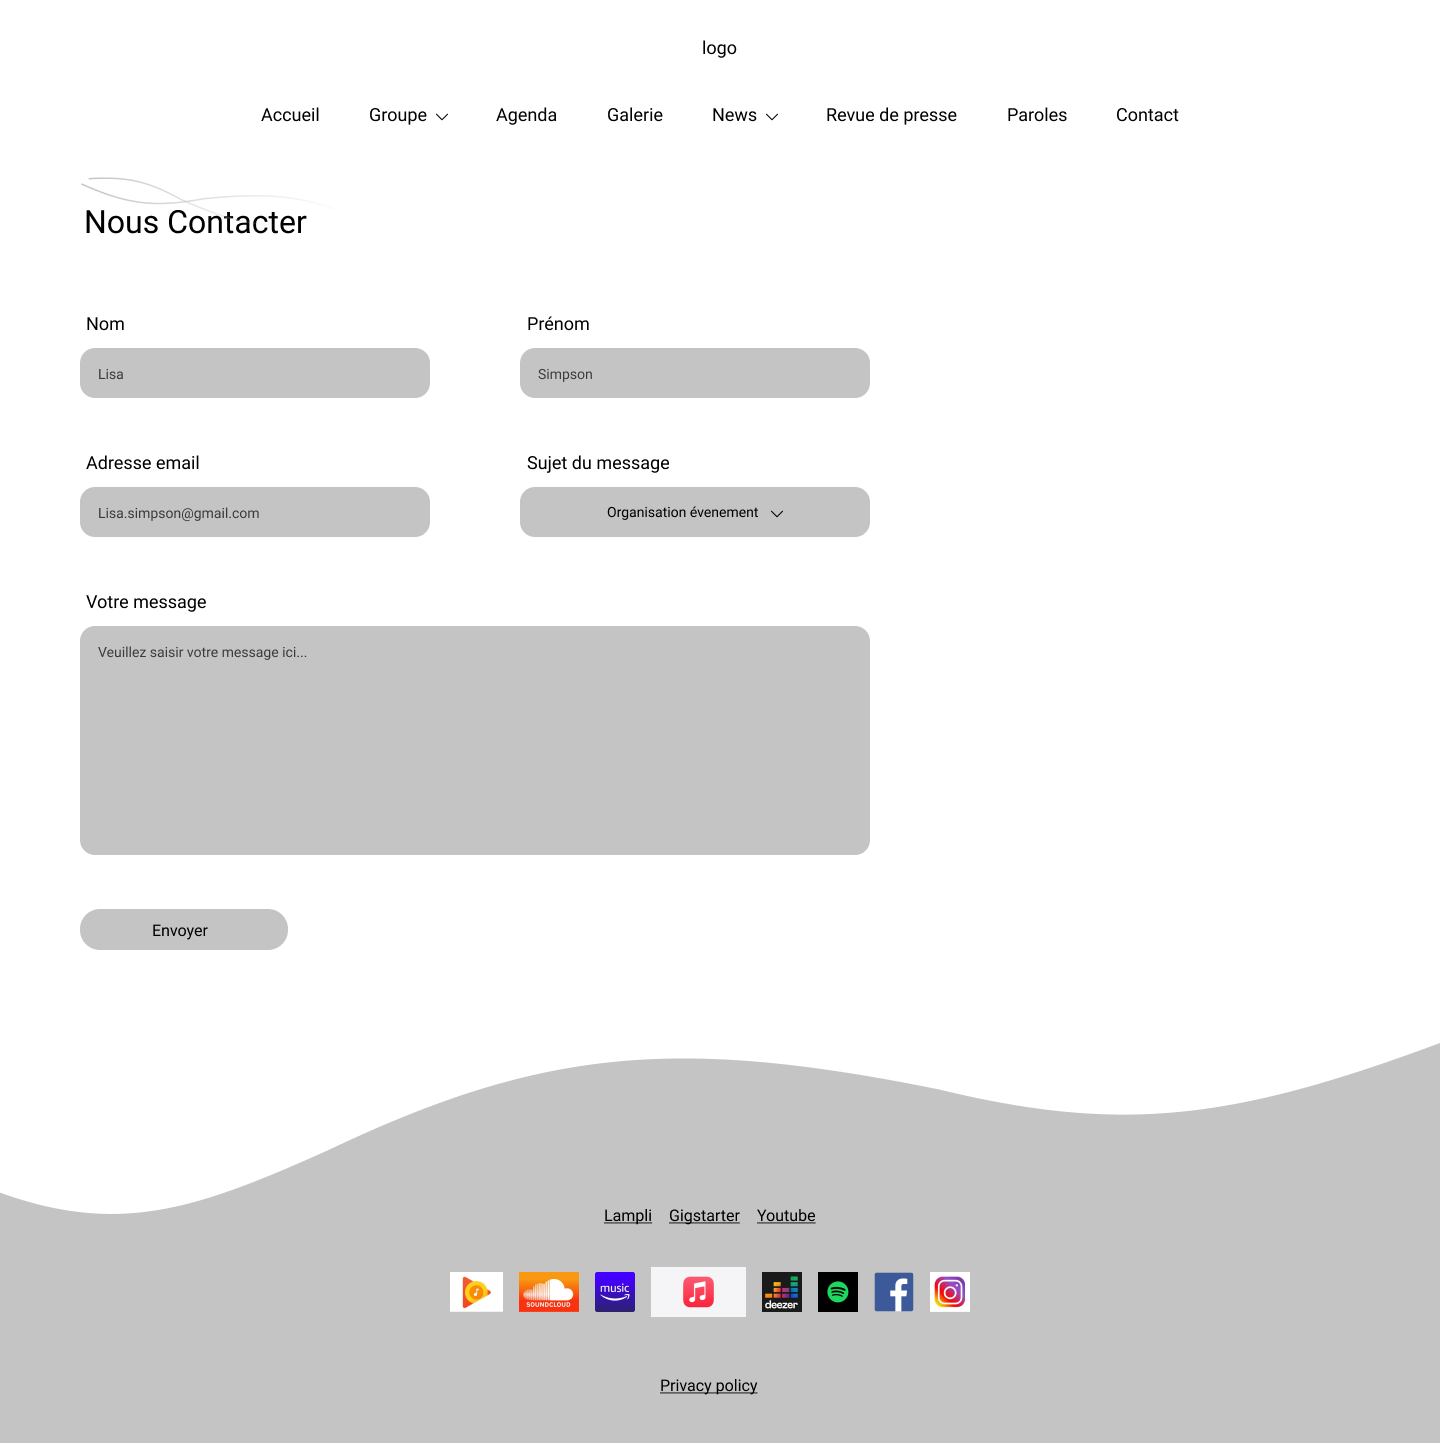 logo
Accueil Groupe Agenda Galerie News Revue de presse Paroles Contact
Nous Contacter
Nom Prénom
Lisa Simpson
Adresse email Sujet du message
Lisa.simpson@gmail.com Organisation évenement
Votre message
Veuillez saisir votre message ici...
Envoyer
Lampli Gigstarter Youtube
SOUNDCLOUD music deezer
Privacy policy